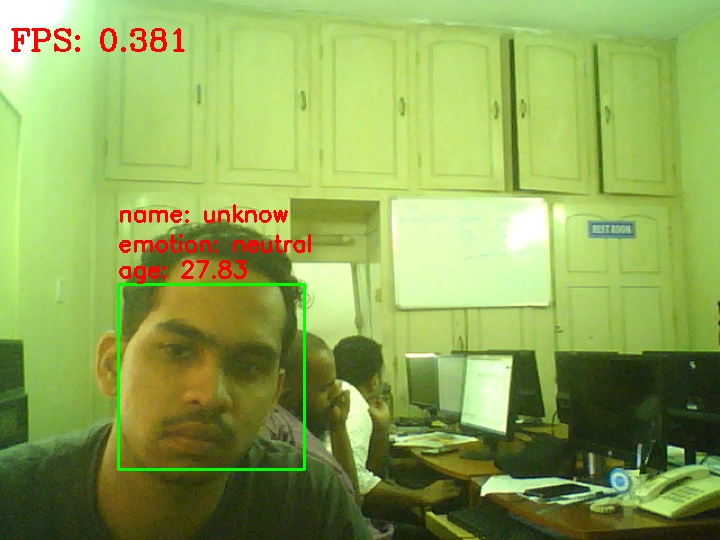 FPS: 0.381
name: unknow
emotion: neutral
age: 27.83
REST ROOM